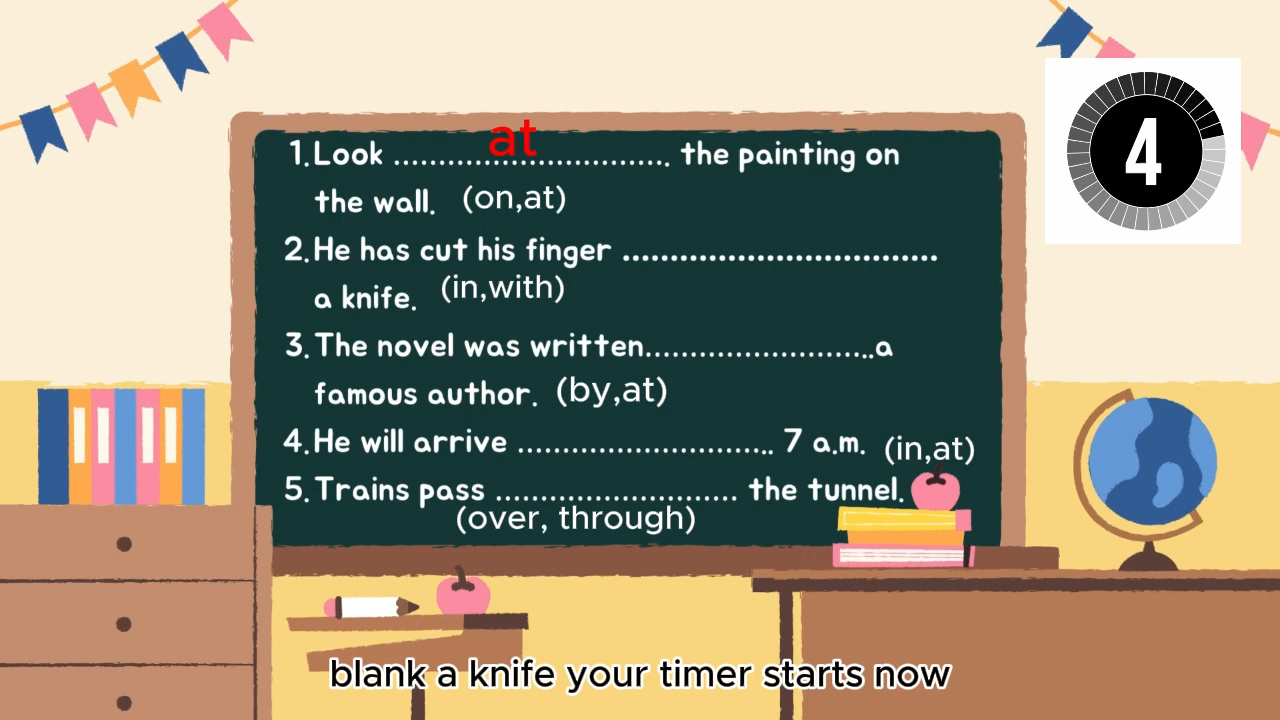 at
1.Look ............................... the painting on
the wall. (on,at)
2.He has cut his finger .................................
a knife. (in,with)
3.The novel was written.........................a
famous author. (by,at)
4.He will arrive ............................ 7 a.m. (in,at)
5.Trains pass .......................... the tunnel.
(over, through)
4
blank a knife your timer starts now